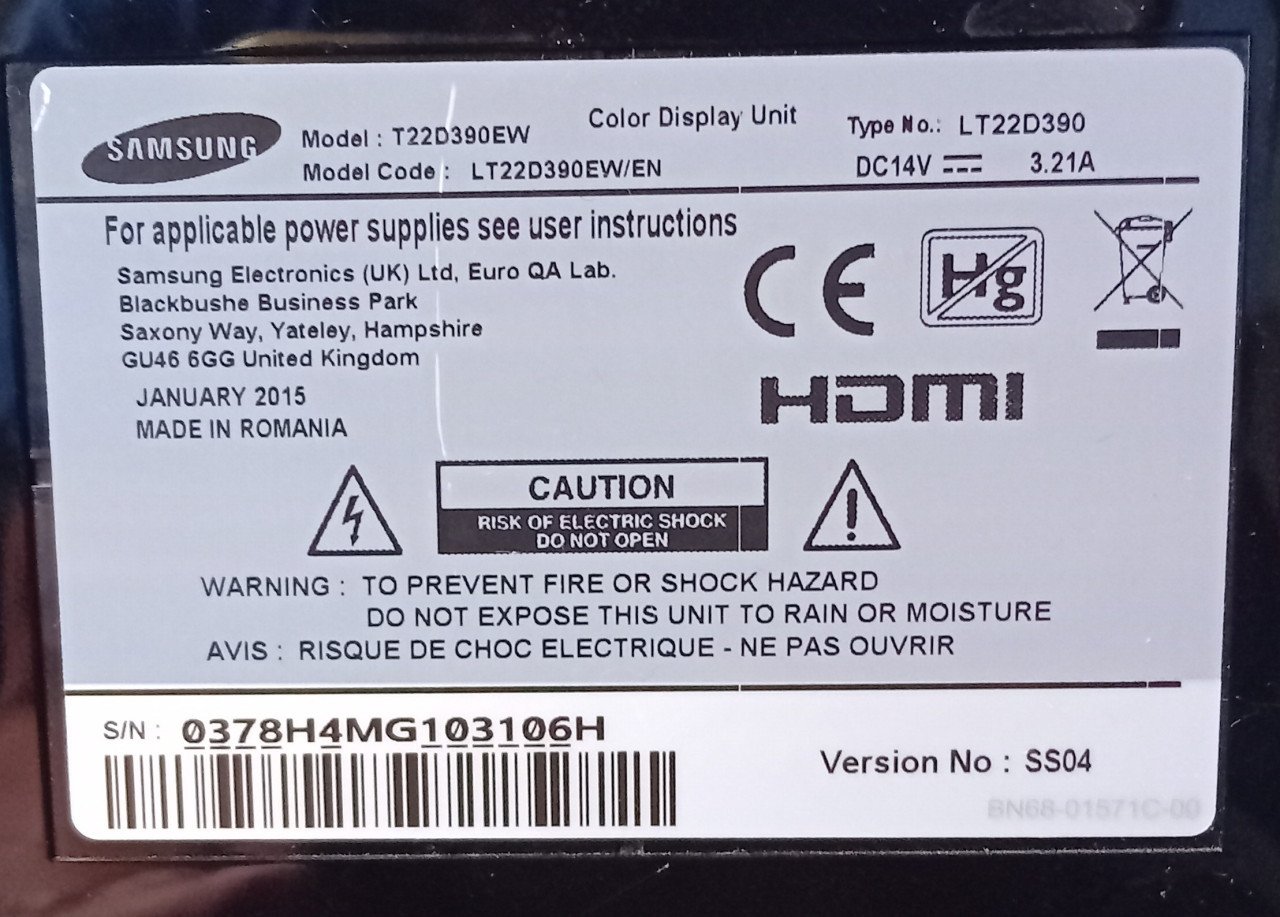 SAMSUNG
Model : T22D390EW
Model Code : LT22D390EW/EN
Color Display Unit
Type No.: LT22D390
DC14V 3.21A
For applicable power supplies see user instructions
Samsung Electronics (UK) Ltd, Euro QA Lab.
Blackbushe Business Park
Saxony Way, Yateley, Hampshire
GU46 6GG United Kingdom
JANUARY 2015
MADE IN ROMANIA
CE
Hg
HDMI
CAUTION
RISK OF ELECTRIC SHOCK
DO NOT OPEN
WARNING : TO PREVENT FIRE OR SHOCK HAZARD
DO NOT EXPOSE THIS UNIT TO RAIN OR MOISTURE
AVIS : RISQUE DE CHOC ELECTRIQUE - NE PAS OUVRIR
S/N : 0378H4MG103106H
Version No : SS04
BN68-01571C-00